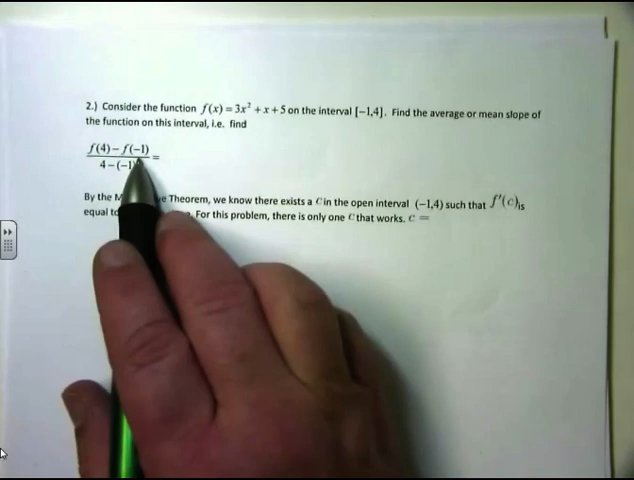 2.) Consider the function f(x) = 3x² + x + 5 on the interval [−1,4]. Find the average or mean slope of
the function on this interval, i.e. find
f(4) − f(−1)
4 − (−1) =
By the Theorem, we know there exists a c in the open interval (−1,4) such that f'(c) is
equal For this problem, there is only one c that works. c =